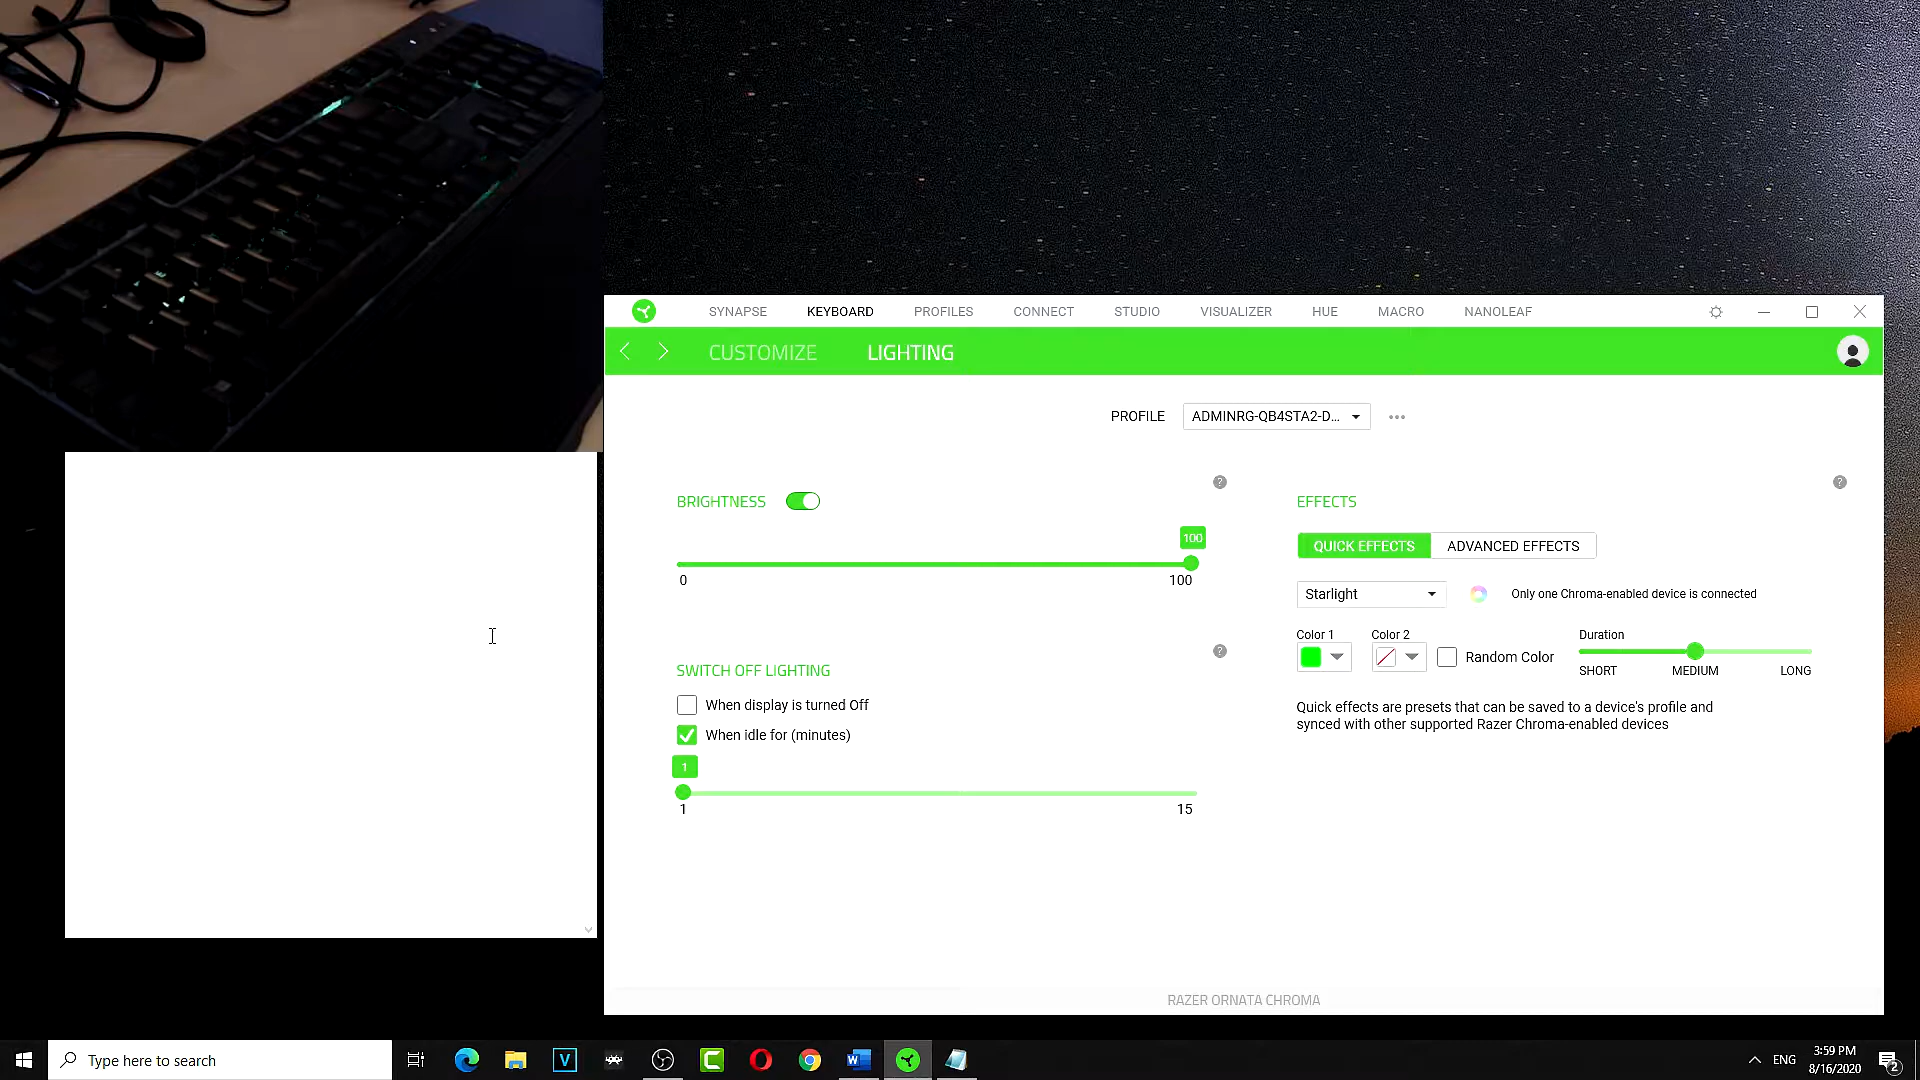 SYNAPSE KEYBOARD PROFILES CONNECT STUDIO VISUALIZER HUE MACRO NANOLEAF
CUSTOMIZE LIGHTING
PROFILE ADMINRG-QB4STA2-D...
BRIGHTNESS
100
0 100
SWITCH OFF LIGHTING
When display is turned Off
When idle for (minutes)
1
1 15
EFFECTS
QUICK EFFECTS ADVANCED EFFECTS
Starlight Only one Chroma-enabled device is connected
Color 1 Color 2 Random Color Duration
SHORT MEDIUM LONG
Quick effects are presets that can be saved to a device's profile and
synced with other supported Razer Chroma-enabled devices
RAZER ORNATA CHROMA
Type here to search
ENG
3:59 PM
8/16/2020
2